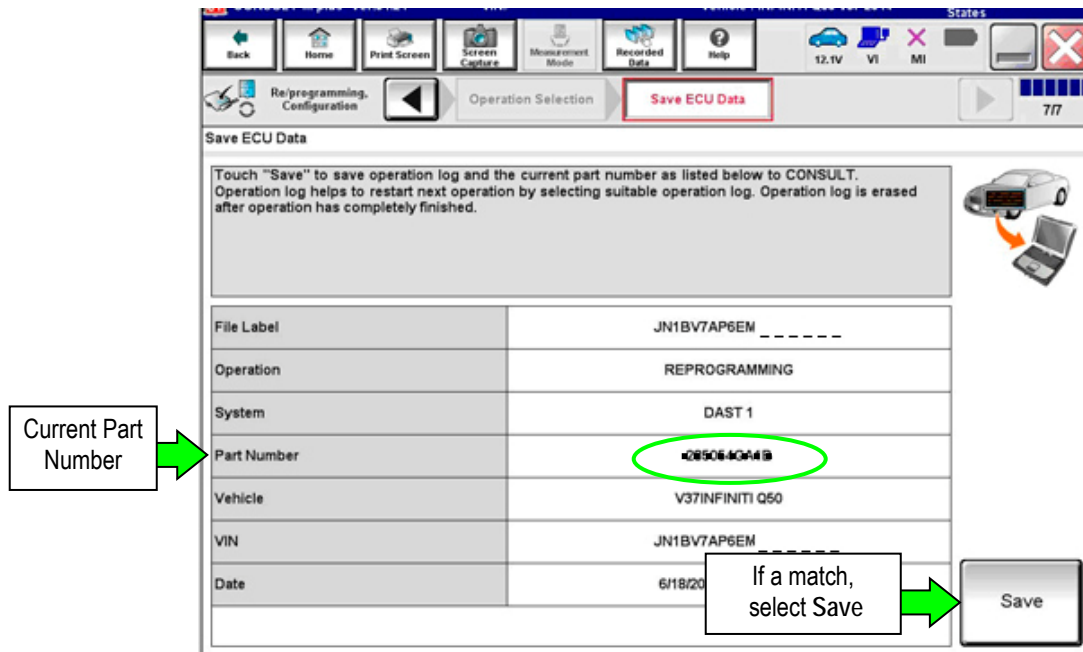 States
Back
Home
Print Screen
Screen Capture
Measurement Mode
Recorded Data
Help
12.1V
VI
MI
Re/programming, Configuration
Operation Selection
Save ECU Data
7/7
Save ECU Data
Touch "Save" to save operation log and the current part number as listed below to CONSULT.
Operation log helps to restart next operation by selecting suitable operation log. Operation log is erased
after operation has completely finished.
File Label
JN1BV7AP6EM _ _ _ _ _ _
Operation
REPROGRAMMING
System
DAST 1
Current Part
Number
Part Number
Vehicle
V37INFINITI Q50
VIN
JN1BV7AP6EM _ _ _ _ _ _
Date
6/18/20
If a match,
select Save
Save